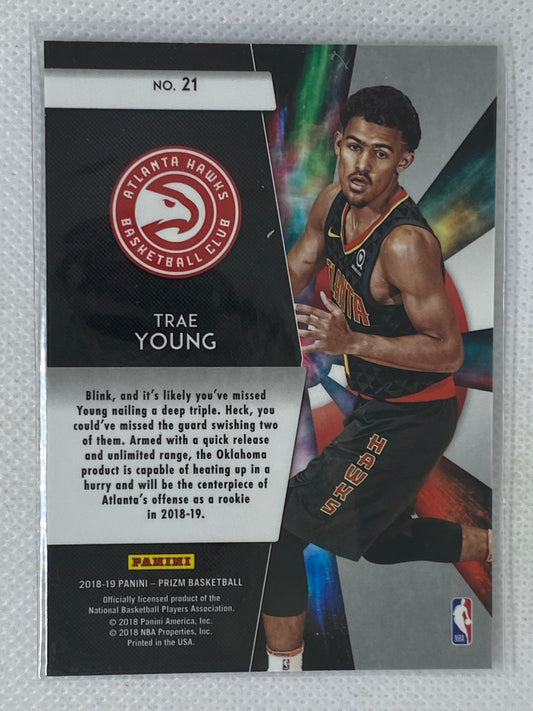 NO. 21
ATLANTA HAWKS
BASKETBALL CLUB
TRAE
YOUNG
Blink, and it's likely you've missed
Young nailing a deep triple. Heck, you
could've missed the guard swishing two
of them. Armed with a quick release
and unlimited range, the Oklahoma
product is capable of heating up in a
hurry and will be the centerpiece of
Atlanta's offense as a rookie
in 2018-19.
PANINI
2018-19 PANINI – PRIZM BASKETBALL
Officially licensed product of the
National Basketball Players Association.
© 2018 Panini America, Inc.
© 2018 NBA Properties, Inc.
Printed in the USA.
HAWKS
NBA